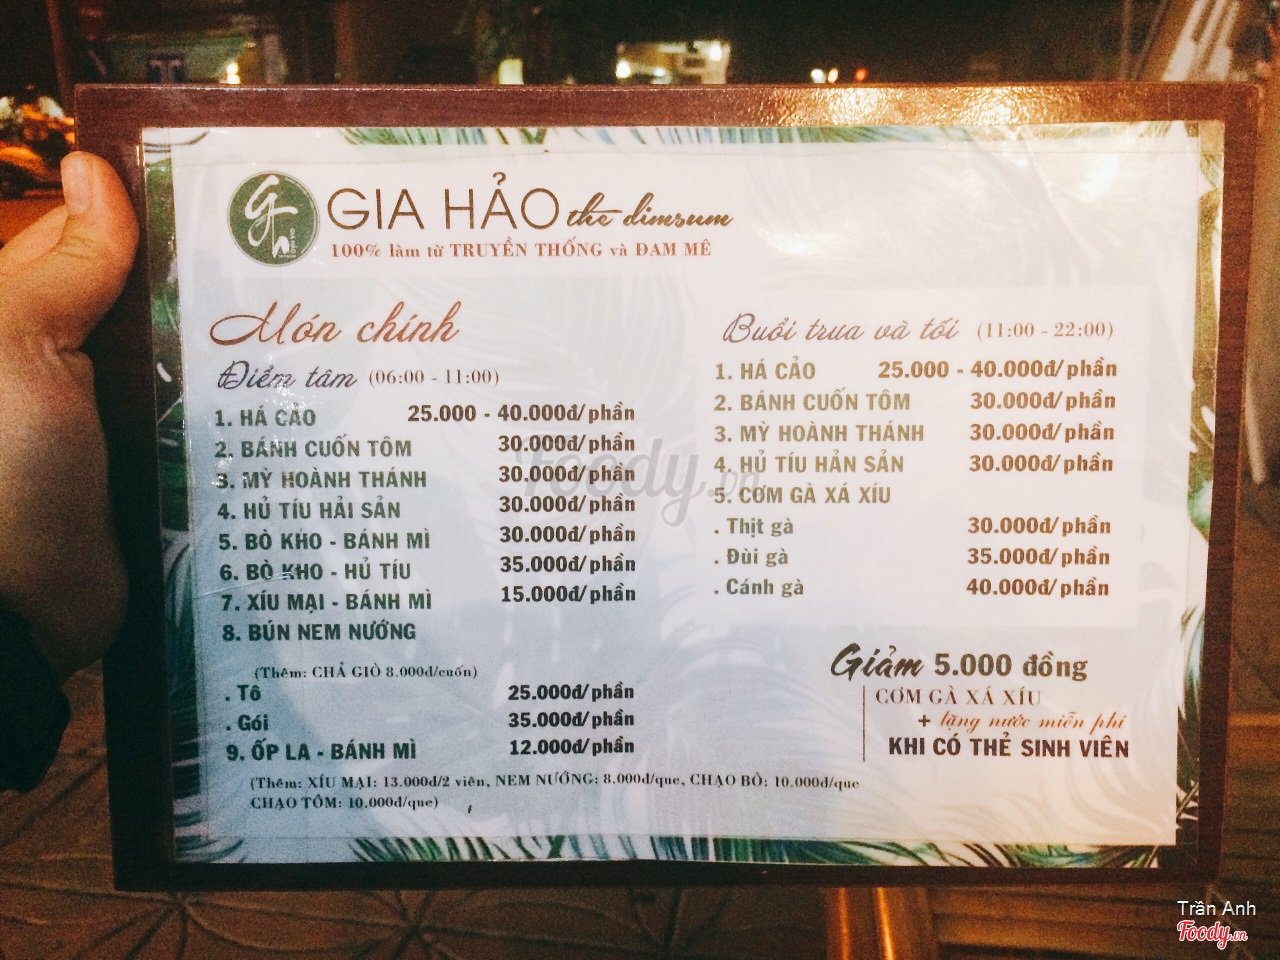 GIA HẢO the dimsum
100% làm từ TRUYỀN THỐNG và ĐAM MÊ
Món chính
Điểm tâm (06:00 - 11:00)
1. HÁ CẢO 25.000 - 40.000đ/phần
2. BÁNH CUỐN TÔM 30.000đ/phần
3. MỲ HOÀNH THÁNH 30.000đ/phần
4. HỦ TÍU HẢI SẢN 30.000đ/phần
5. BÒ KHO - BÁNH MÌ 30.000đ/phần
6. BÒ KHO - HỦ TÍU 35.000đ/phần
7. XÍU MẠI - BÁNH MÌ 15.000đ/phần
8. BÚN NEM NƯỚNG
(Thêm: CHẢ GIÒ 8.000đ/cuốn)
. Tô 25.000đ/phần
. Gói 35.000đ/phần
9. ỐP LA - BÁNH MÌ 12.000đ/phần
(Thêm: XÍU MẠI: 13.000đ/2 viên, NEM NƯỚNG: 8.000đ/que, CHẠO BÒ: 10.000đ/que
CHẠO TÔM: 10.000đ/que)
Buổi trưa và tối (11:00 - 22:00)
1. HÁ CẢO 25.000 - 40.000đ/phần
2. BÁNH CUỐN TÔM 30.000đ/phần
3. MỲ HOÀNH THÁNH 30.000đ/phần
4. HỦ TÍU HẢN SẢN 30.000đ/phần
5. CƠM GÀ XÁ XÍU
. Thịt gà 30.000đ/phần
. Đùi gà 35.000đ/phần
. Cánh gà 40.000đ/phần
Giảm 5.000 đồng
CƠM GÀ XÁ XÍU
+ tặng nước miễn phí
KHI CÓ THẺ SINH VIÊN
Foody.vn
Trần Anh
Foody.vn